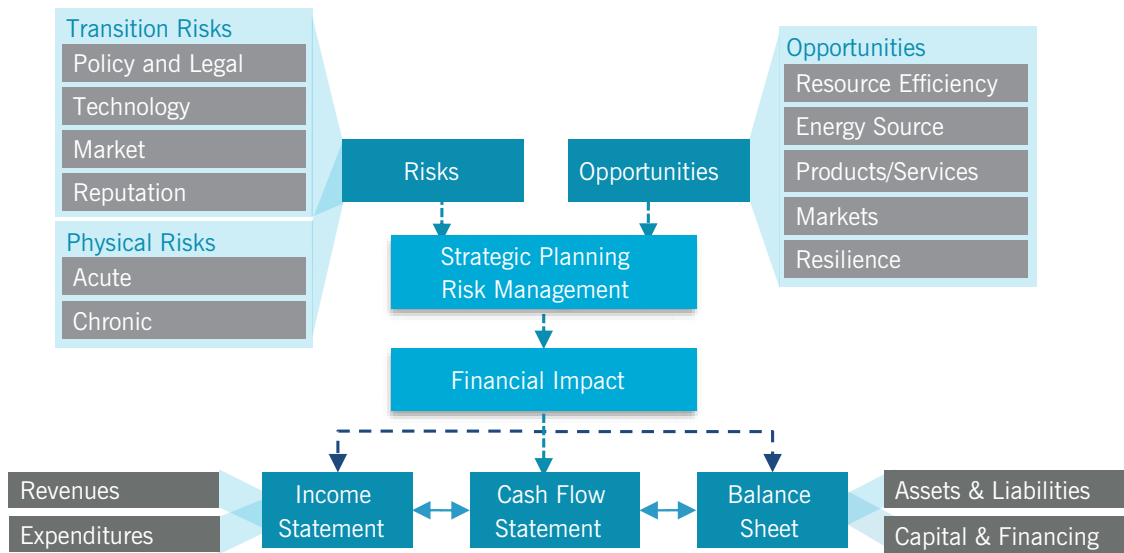 Transition Risks
Policy and Legal
Technology
Market
Reputation
Physical Risks
Acute
Chronic
Risks
Opportunities
Opportunities
Resource Efficiency
Energy Source
Products/Services
Markets
Resilience
Strategic Planning
Risk Management
Financial Impact
Revenues
Expenditures
Income
Statement
Cash Flow
Statement
Balance
Sheet
Assets & Liabilities
Capital & Financing